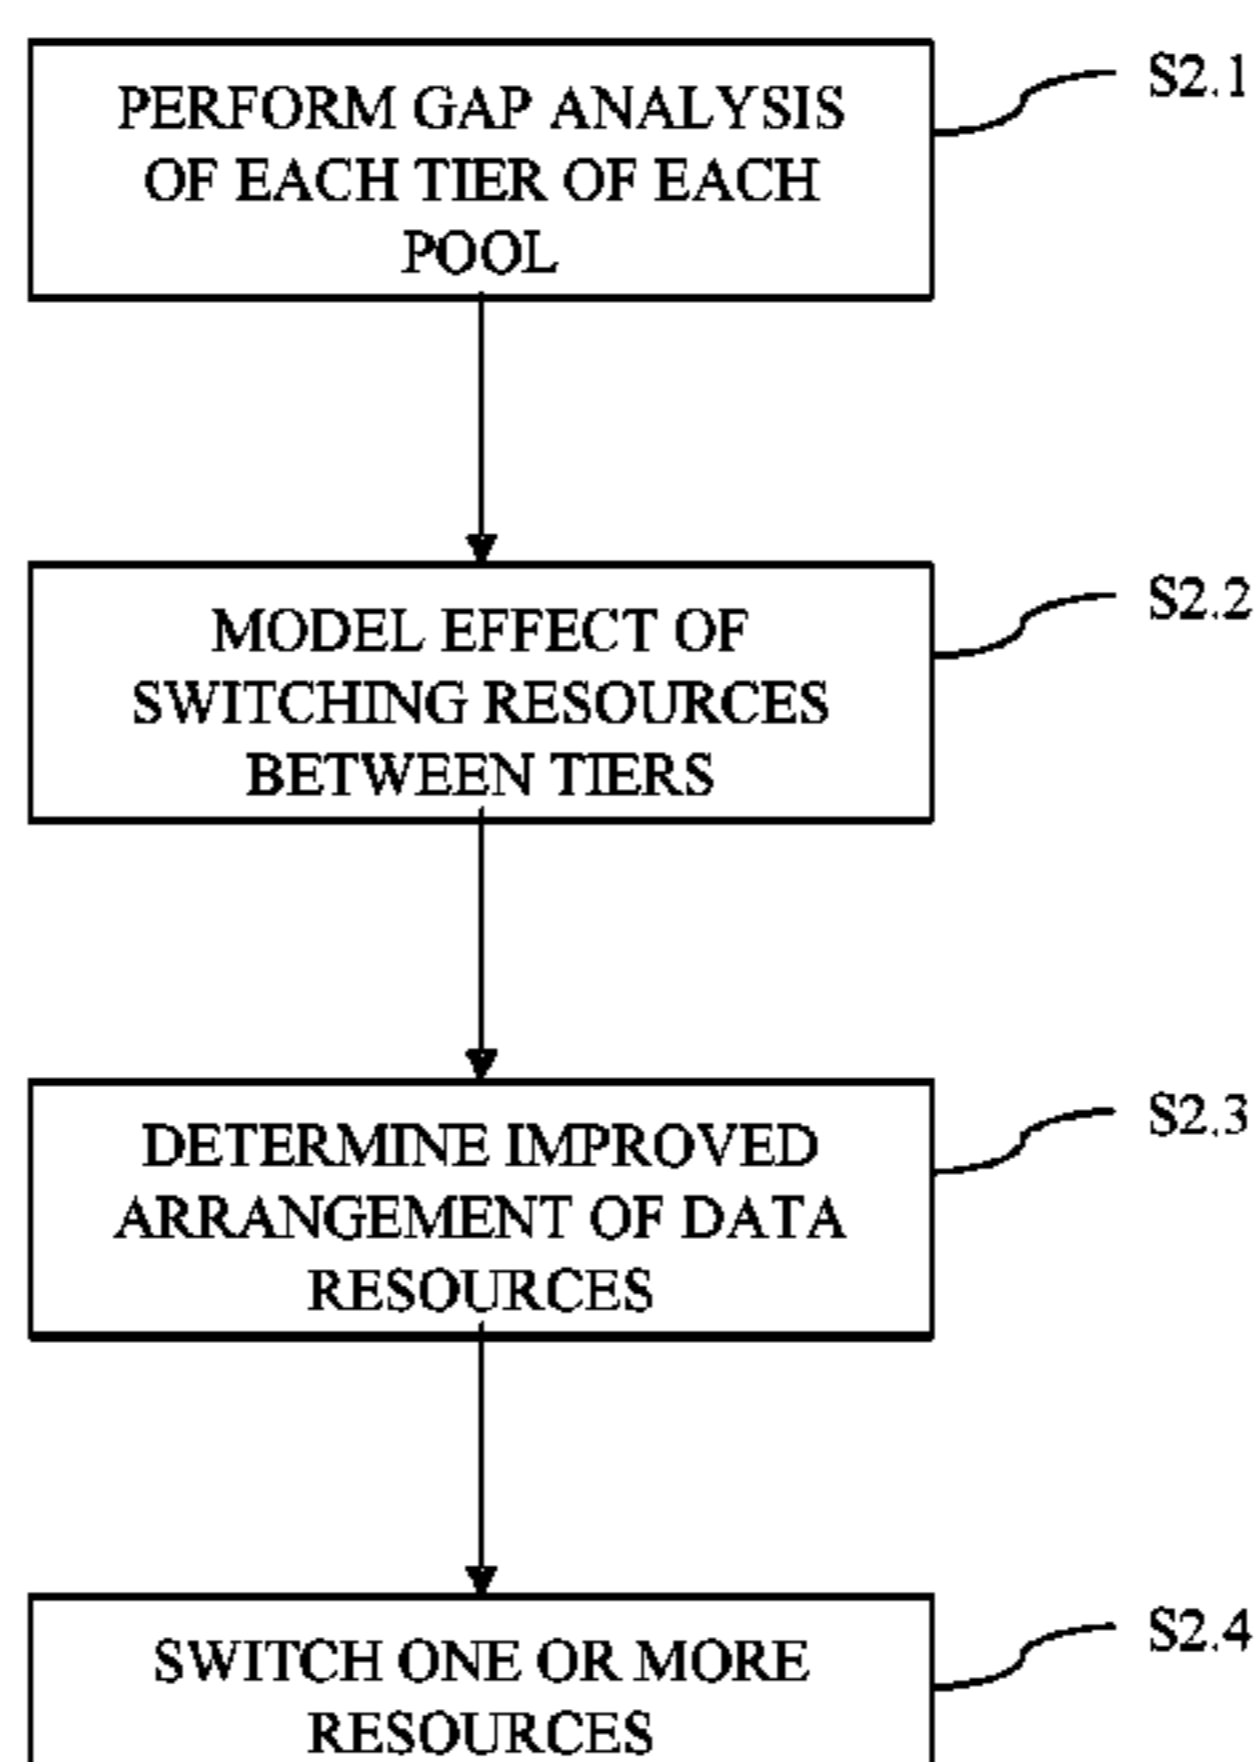 PERFORM GAP ANALYSIS
OF EACH TIER OF EACH
POOL
S2.1
MODEL EFFECT OF
SWITCHING RESOURCES
BETWEEN TIERS
S2.2
DETERMINE IMPROVED
ARRANGEMENT OF DATA
RESOURCES
S2.3
SWITCH ONE OR MORE
RESOURCES
S2.4